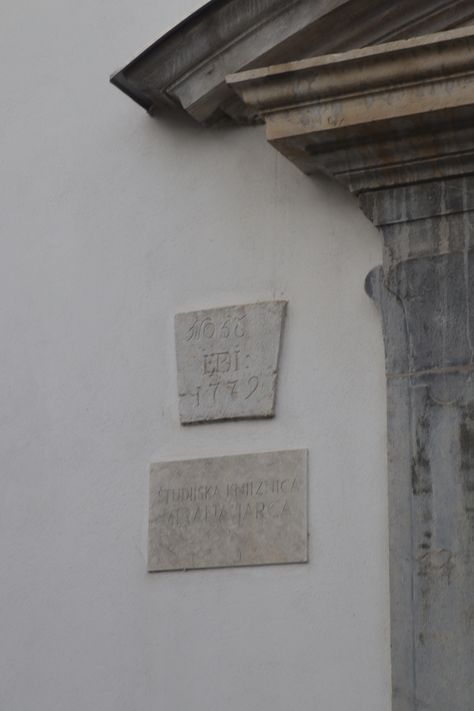 EBI:
1779
ŠTUDIJSKA KNJIŽNICA
MIRANA JARCA